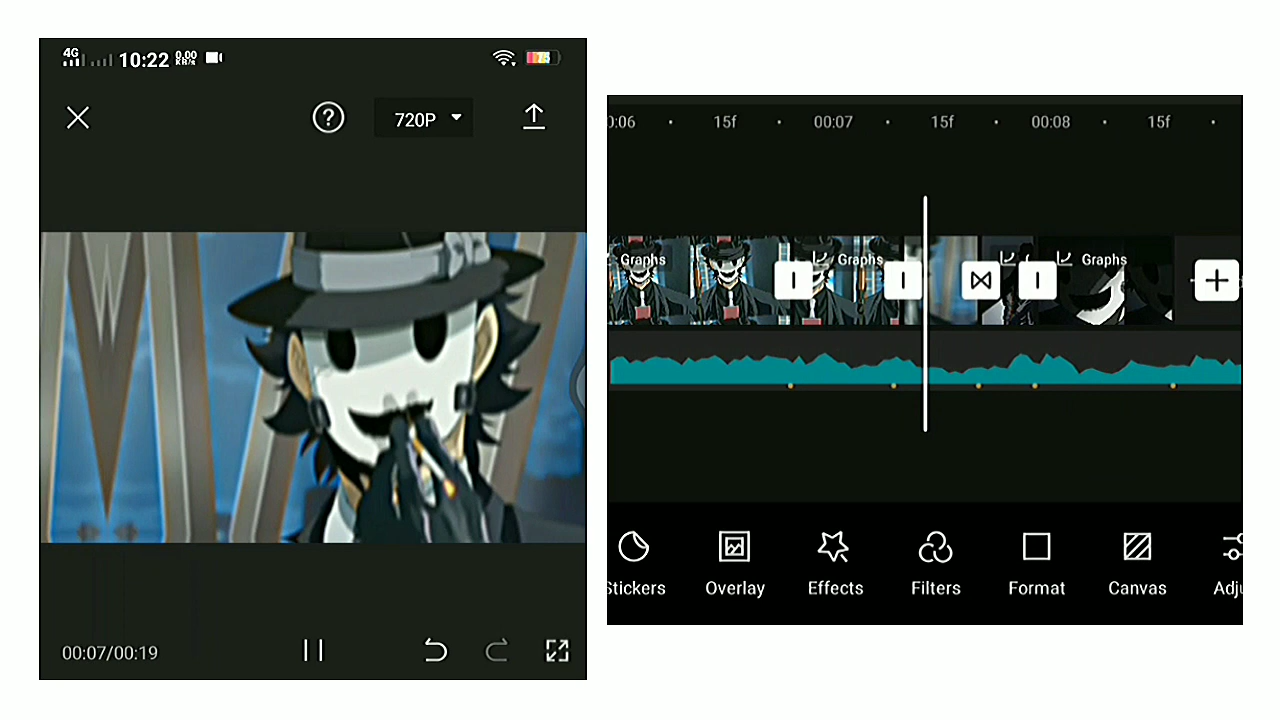 4G 10:22 0.00 KB/s
720P
00:07/00:19
0:06 15f 00:07 15f 00:08 15f
Graphs Graphs Graphs
Stickers Overlay Effects Filters Format Canvas Adju